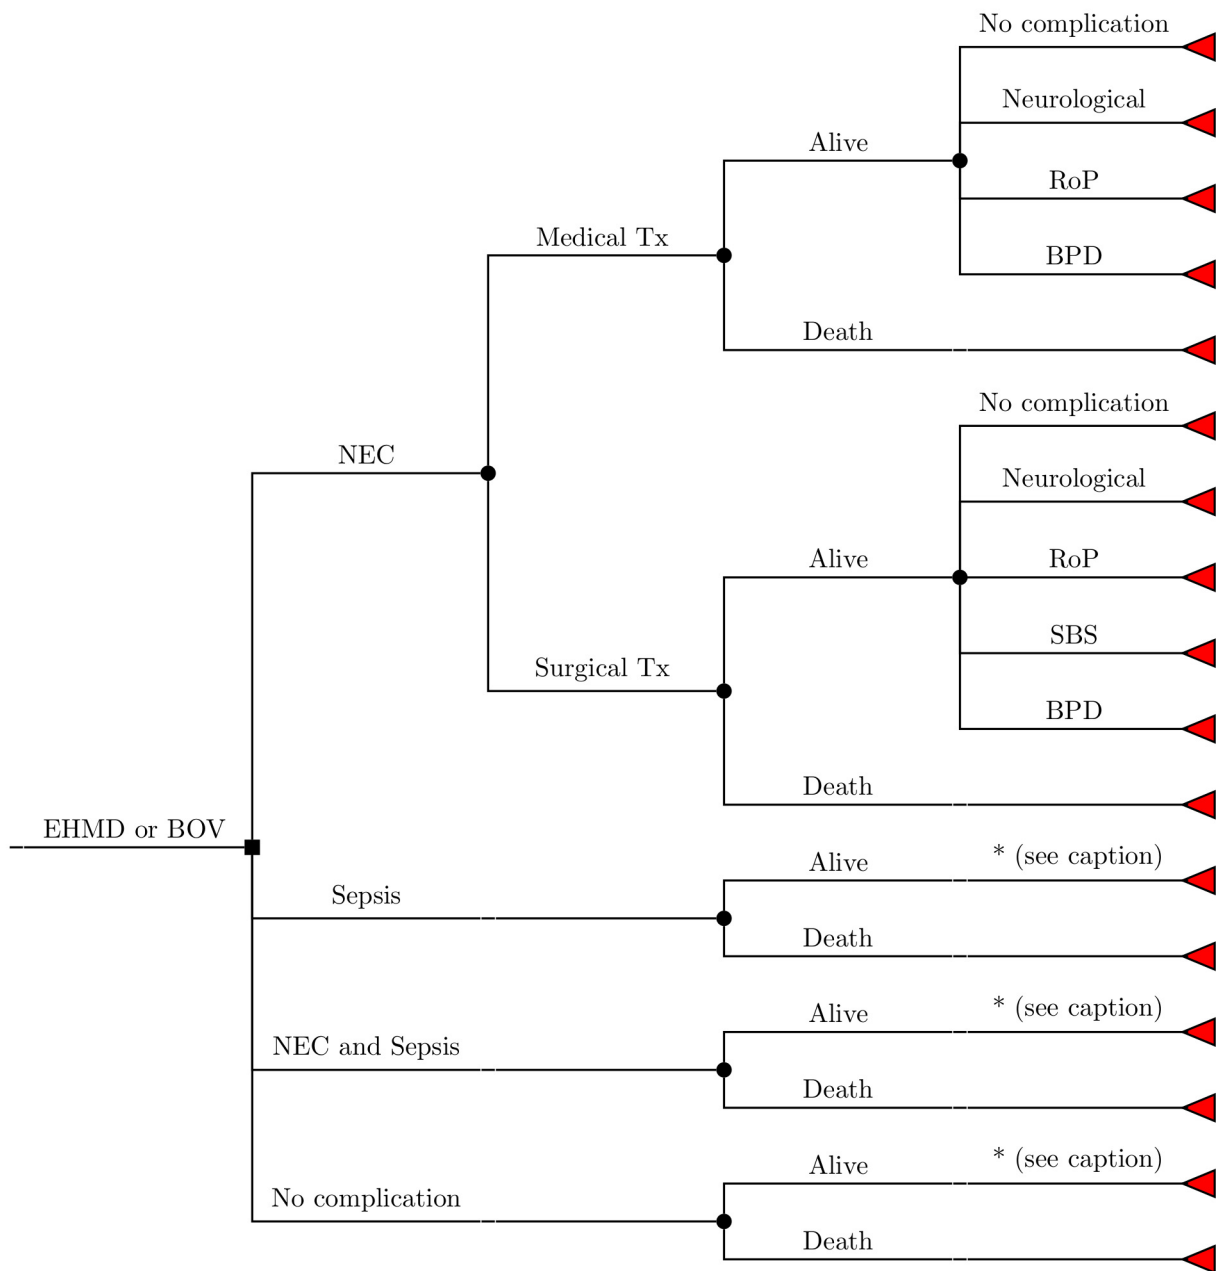 No complication
Neurological
Alive
RoP
Medical Tx
BPD
Death
No complication
NEC
Neurological
Alive
RoP
SBS
Surgical Tx
BPD
Death
EHMD or BOV
Alive
* (see caption)
Sepsis
Death
Alive
* (see caption)
NEC and Sepsis
Death
Alive
* (see caption)
No complication
Death